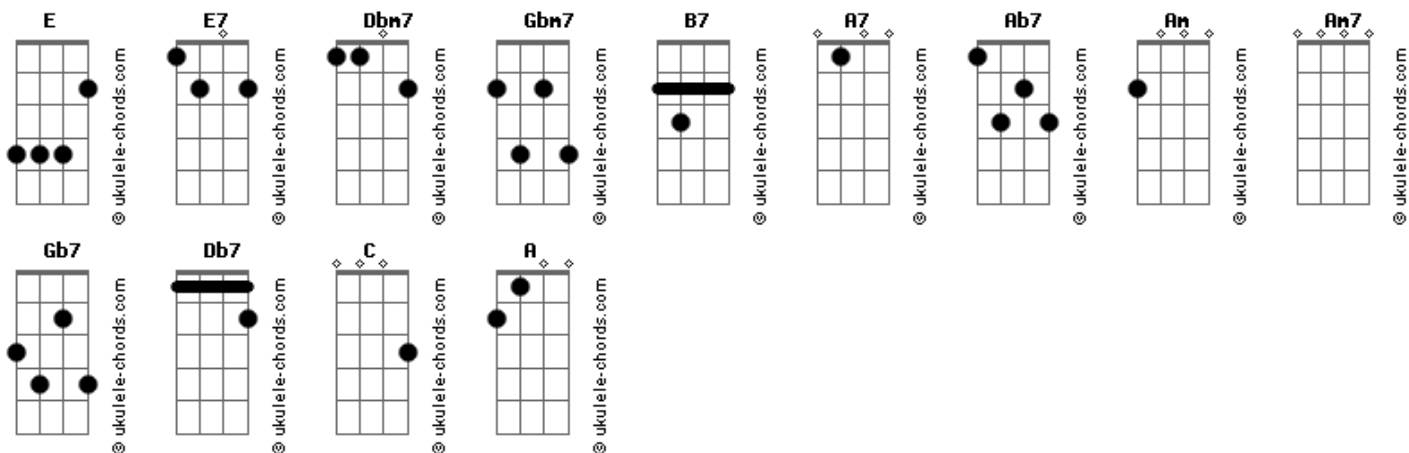 E E7 Dbm7 Gbm7 B7 A7 Ab7 Am Am7
© ukulele-chords.com © ukulele-chords.com © ukulele-chords.com © ukulele-chords.com © ukulele-chords.com © ukulele-chords.com © ukulele-chords.com © ukulele-chords.com © ukulele-chords.com
Gb7 Db7 C A
© ukulele-chords.com © ukulele-chords.com © ukulele-chords.com © ukulele-chords.com